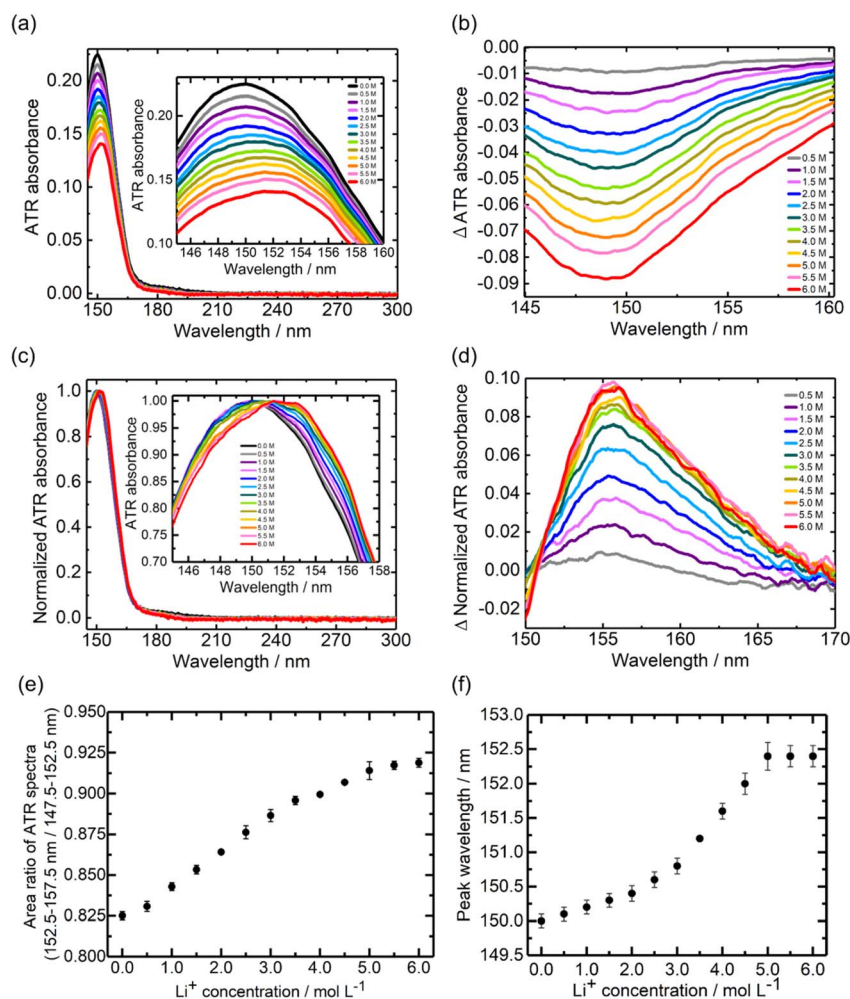 (a)
ATR absorbance
0.20
0.15
0.10
0.05
0.00
150 180 210 240 270 300
Wavelength / nm
ATR absorbance
0.20
0.15
0.10
146 148 150 152 154 156 158 160
Wavelength / nm
0.0 M
0.5 M
1.0 M
1.5 M
2.0 M
2.5 M
3.0 M
3.5 M
4.0 M
4.5 M
5.0 M
5.5 M
6.0 M
(b)
Δ ATR absorbance
0.00
-0.01
-0.02
-0.03
-0.04
-0.05
-0.06
-0.07
-0.08
-0.09
145 150 155 160
Wavelength / nm
0.5 M
1.0 M
1.5 M
2.0 M
2.5 M
3.0 M
3.5 M
4.0 M
4.5 M
5.0 M
5.5 M
6.0 M
(c)
Normalized ATR absorbance
1.0
0.8
0.6
0.4
0.2
0.0
150 180 210 240 270 300
Wavelength / nm
ATR absorbance
1.00
0.95
0.90
0.85
0.80
0.75
0.70
146 148 150 152 154 156 158
Wavelength / nm
0.0 M
0.5 M
1.0 M
1.5 M
2.0 M
2.5 M
3.0 M
3.5 M
4.0 M
4.5 M
5.0 M
5.5 M
6.0 M
(d)
Δ Normalized ATR absorbance
0.10
0.08
0.06
0.04
0.02
0.00
-0.02
150 155 160 165 170
Wavelength / nm
0.5 M
1.0 M
1.5 M
2.0 M
2.5 M
3.0 M
3.5 M
4.0 M
4.5 M
5.0 M
5.5 M
6.0 M
(e)
Area ratio of ATR spectra
(152.5-157.5 nm / 147.5-152.5 nm)
0.950
0.925
0.900
0.875
0.850
0.825
0.800
0.0 1.0 2.0 3.0 4.0 5.0 6.0
Li⁺ concentration / mol L⁻¹
(f)
Peak wavelength / nm
153.0
152.5
152.0
151.5
151.0
150.5
150.0
149.5
0.0 1.0 2.0 3.0 4.0 5.0 6.0
Li⁺ concentration / mol L⁻¹